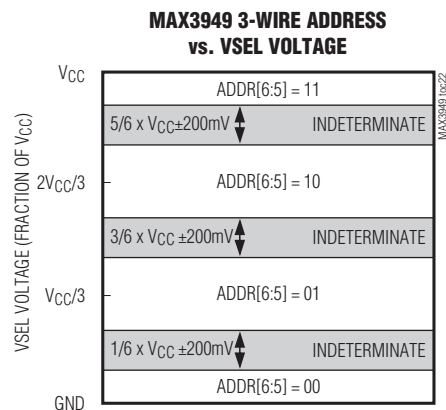 MAX3949 3-WIRE ADDRESS
vs. VSEL VOLTAGE
VSEL VOLTAGE (FRACTION OF VCC)
VCC
ADDR[6:5] = 11
5/6 x VCC±200mV
INDETERMINATE
2VCC/3
ADDR[6:5] = 10
3/6 x VCC ±200mV
INDETERMINATE
VCC/3
ADDR[6:5] = 01
1/6 x VCC ±200mV
INDETERMINATE
GND
ADDR[6:5] = 00
MAX3949 toc22